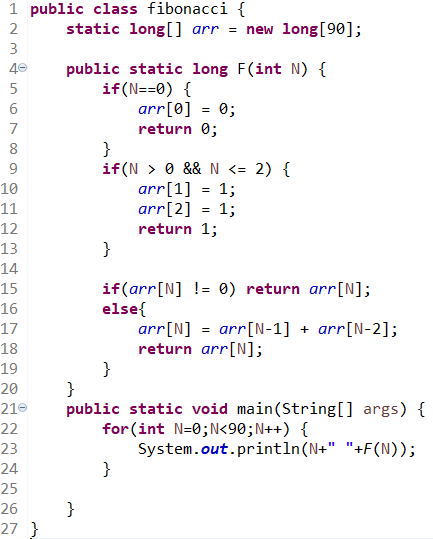 1 public class fibonacci {
2     static long[] arr = new long[90];
3
4     public static long F(int N) {
5         if(N==0) {
6             arr[0] = 0;
7             return 0;
8         }
9         if(N > 0 && N <= 2) {
10             arr[1] = 1;
11             arr[2] = 1;
12             return 1;
13         }
14
15         if(arr[N] != 0) return arr[N];
16         else{
17             arr[N] = arr[N-1] + arr[N-2];
18             return arr[N];
19         }
20     }
21     public static void main(String[] args) {
22         for(int N=0;N<90;N++) {
23             System.out.println(N+" "+F(N));
24         }
25
26     }
27 }